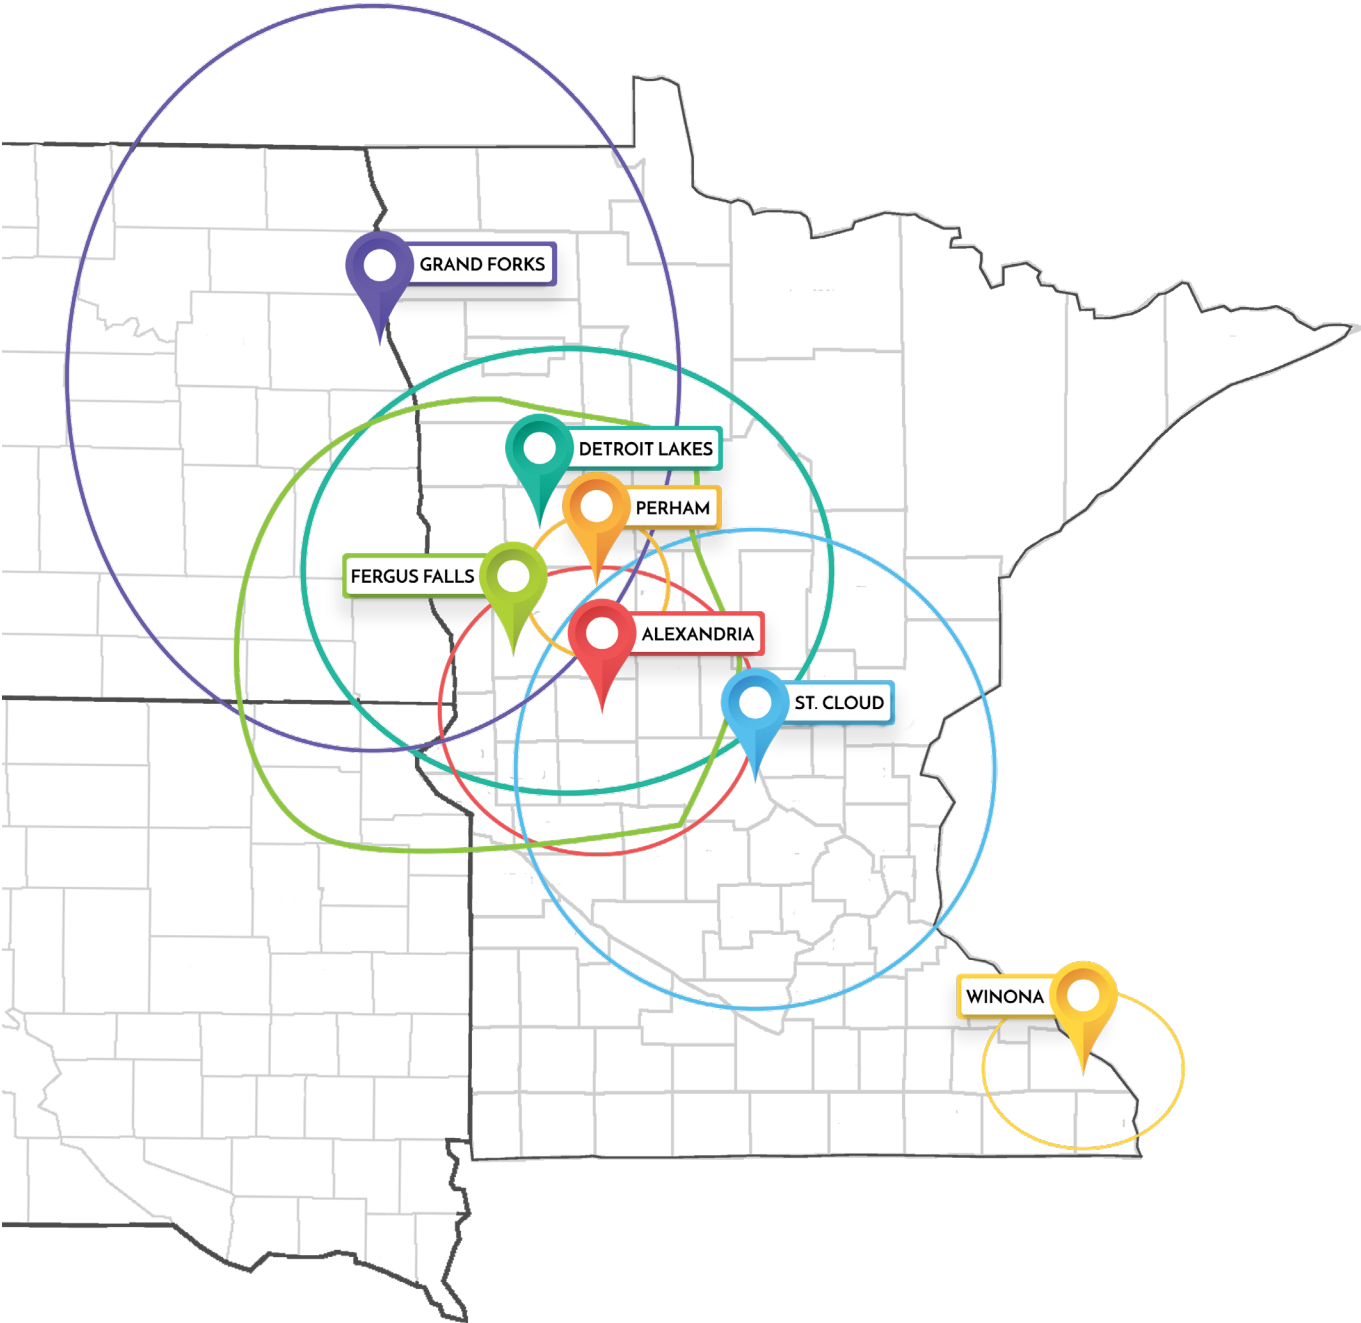 GRAND FORKS
DETROIT LAKES
PERHAM
FERGUS FALLS
ALEXANDRIA
ST. CLOUD
WINONA